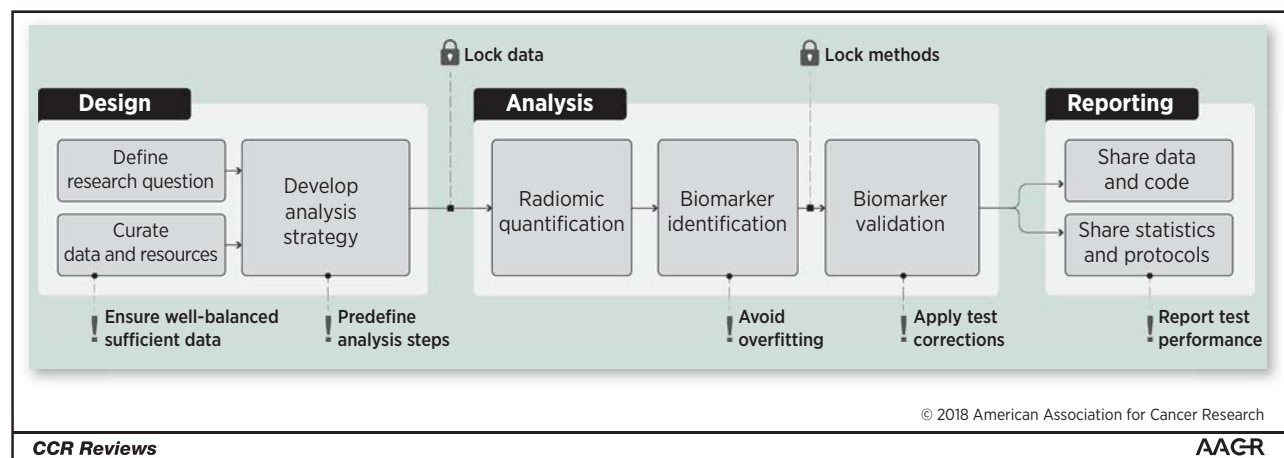 Lock data
Lock methods
Design
Analysis
Reporting
Define
research question
Curate
data and resources
Develop
analysis
strategy
Radiomic
quantification
Biomarker
identification
Biomarker
validation
Share data
and code
Share statistics
and protocols
! Ensure well-balanced
sufficient data
! Predefine
analysis steps
! Avoid
overfitting
! Apply test
corrections
! Report test
performance
© 2018 American Association for Cancer Research
CCR Reviews
AACR